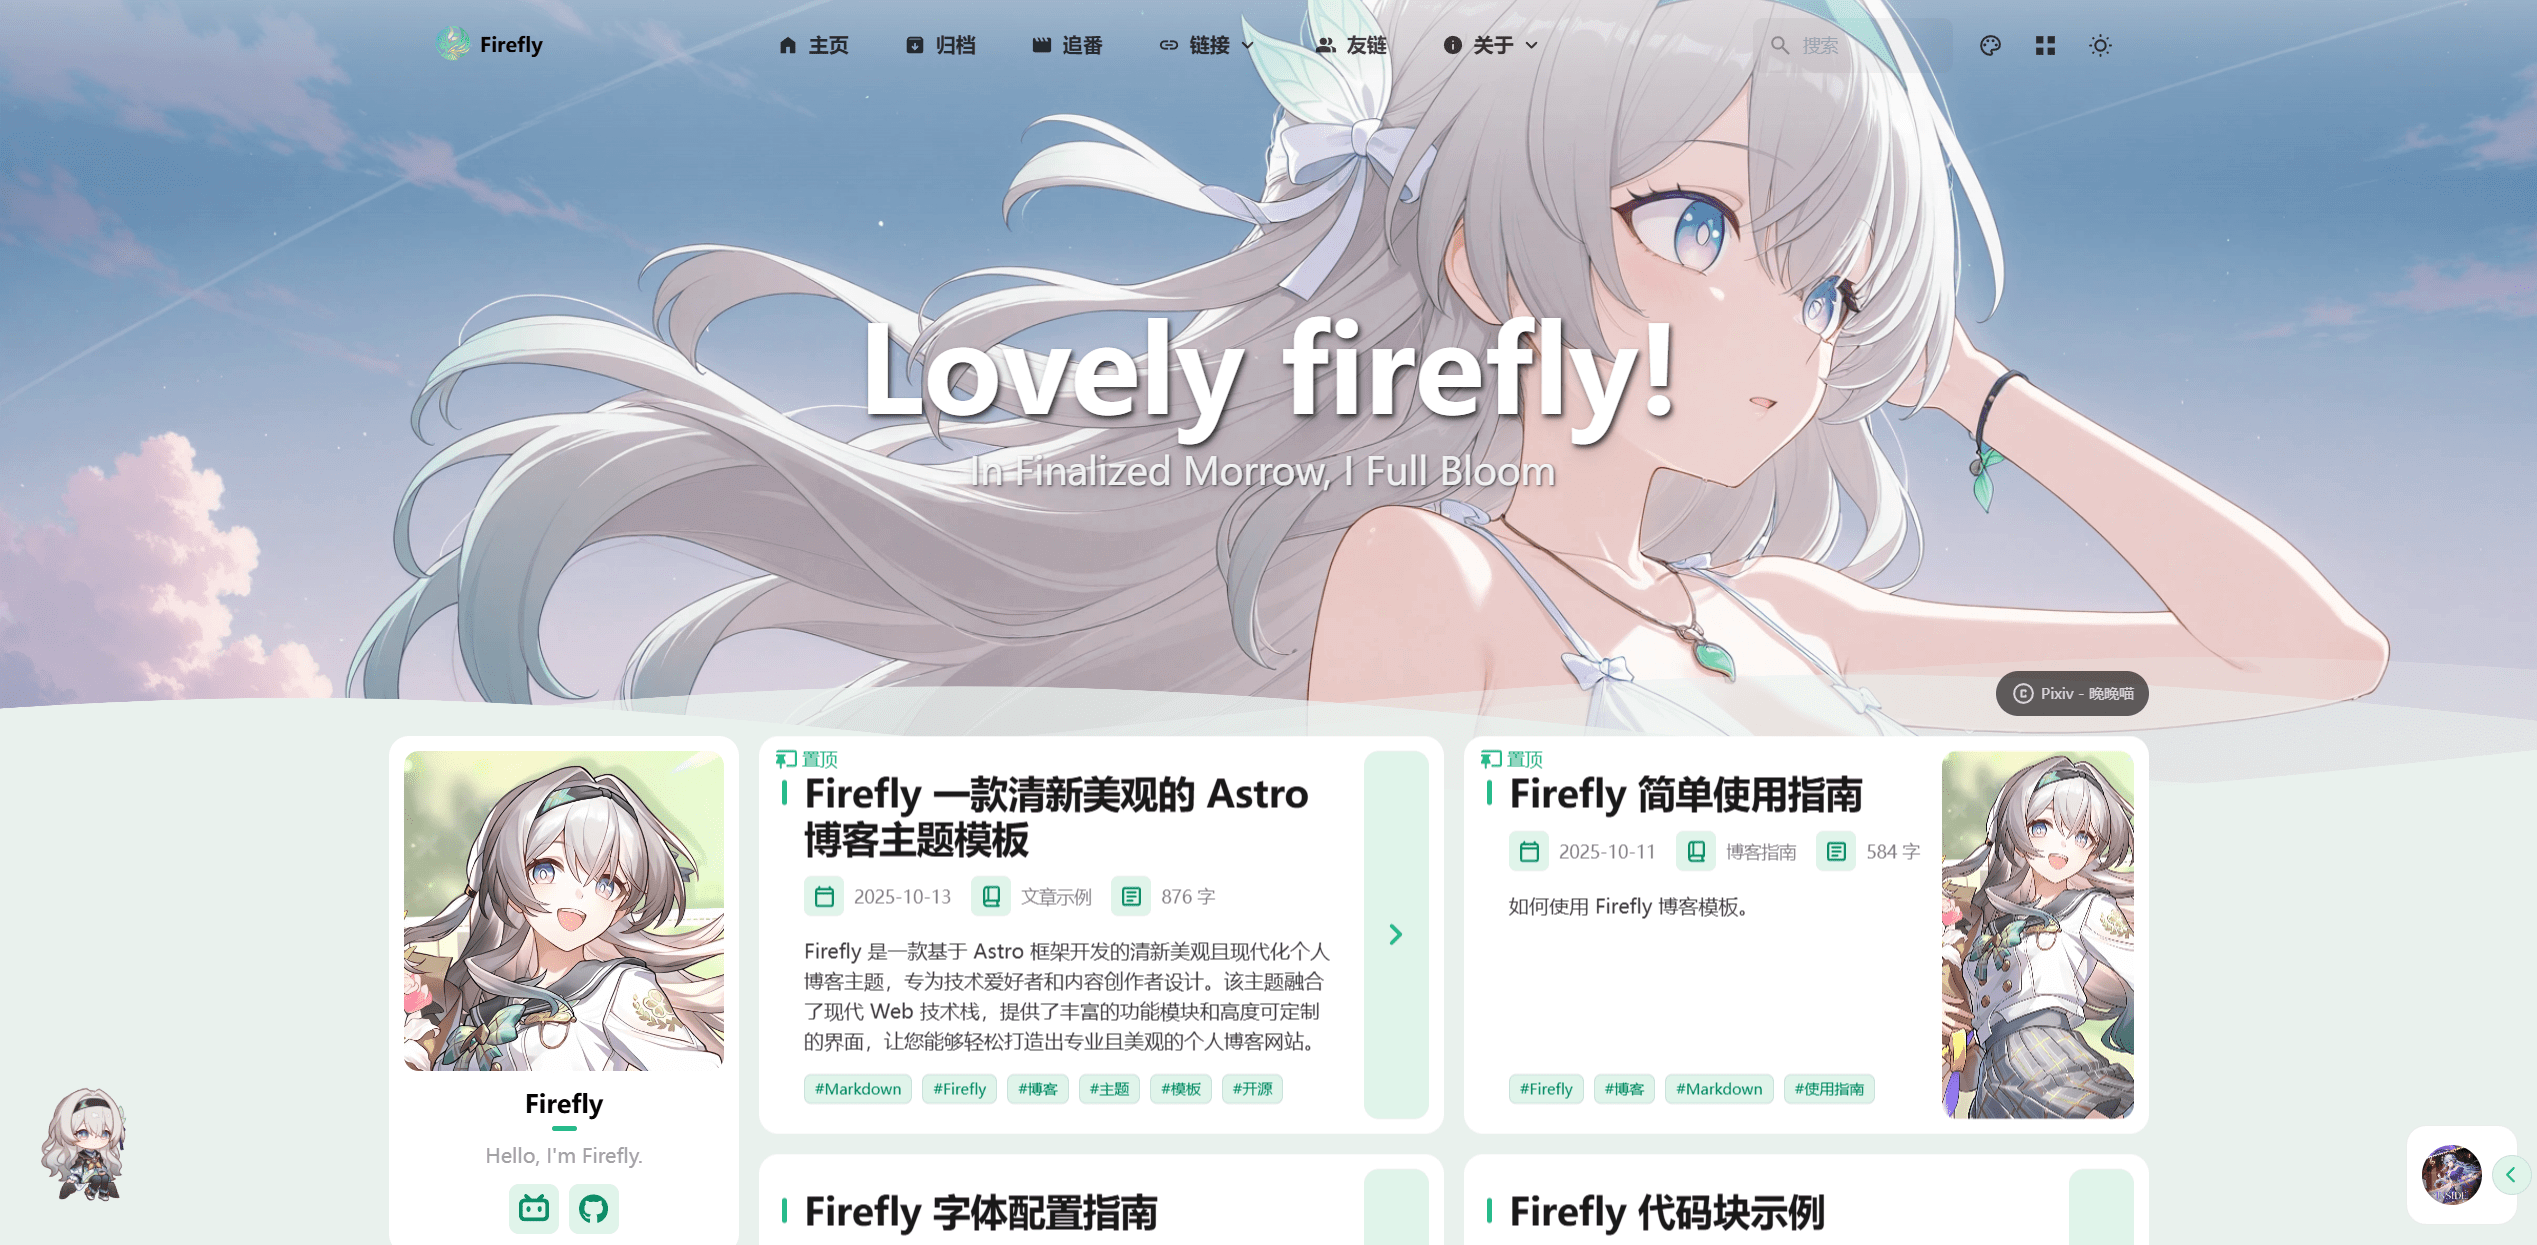 Firefly
主页
归档
追番
链接
友链
关于
搜索
Lovely firefly!
In Finalized Morrow, I Full Bloom
Pixiv - 晚晚喵
Firefly
Hello, I'm Firefly.
置顶
Firefly 一款清新美观的 Astro
博客主题模板
2025-10-13 文章示例 876 字
Firefly 是一款基于 Astro 框架开发的清新美观且现代化个人
博客主题，专为技术爱好者和内容创作者设计。该主题融合
了现代 Web 技术栈，提供了丰富的功能模块和高度可定制
的界面，让您能够轻松打造出专业且美观的个人博客网站。
#Markdown #Firefly #博客 #主题 #模板 #开源
置顶
Firefly 简单使用指南
2025-10-11 博客指南 584 字
如何使用 Firefly 博客模板。
#Firefly #博客 #Markdown #使用指南
Firefly 字体配置指南
Firefly 代码块示例